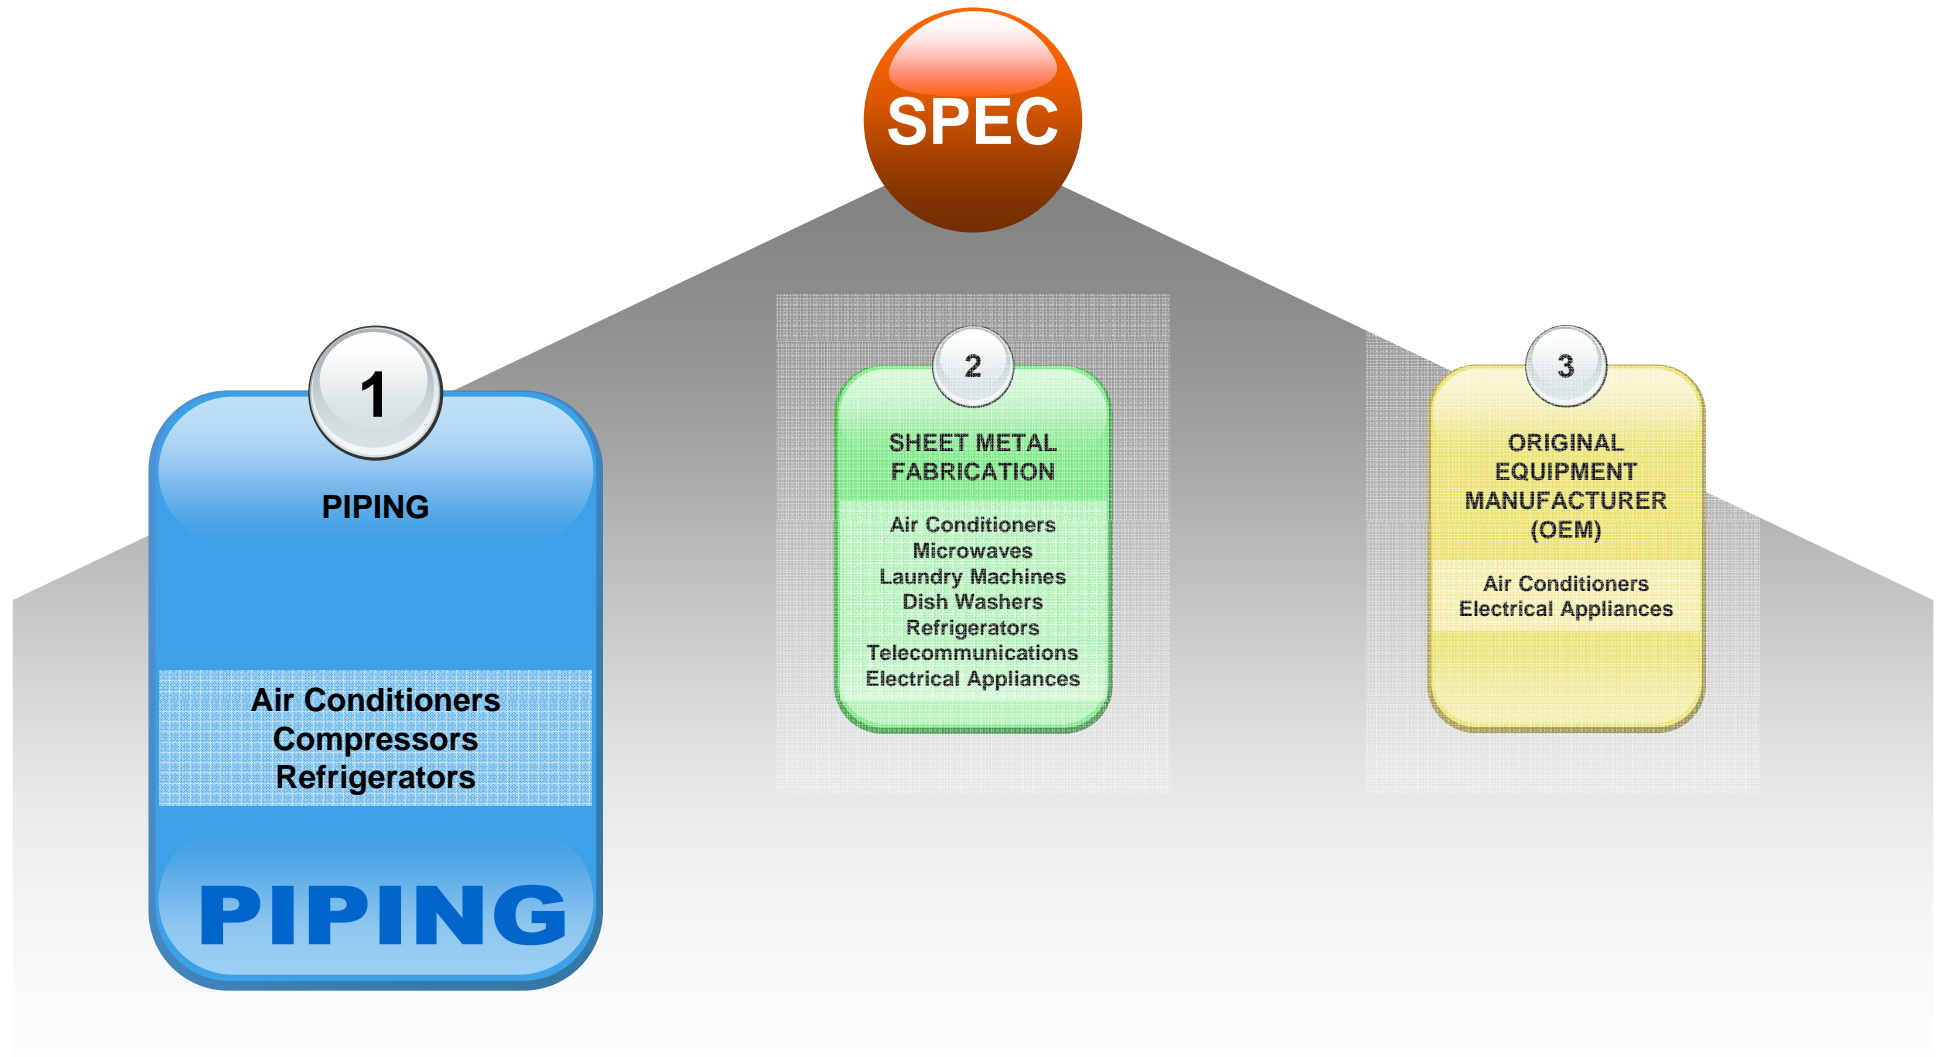 SPEC
1
PIPING
Air Conditioners
Compressors
Refrigerators
PIPING
2
SHEET METAL
FABRICATION
Air Conditioners
Microwaves
Laundry Machines
Dish Washers
Refrigerators
Telecommunications
Electrical Appliances
3
ORIGINAL
EQUIPMENT
MANUFACTURER
(OEM)
Air Conditioners
Electrical Appliances